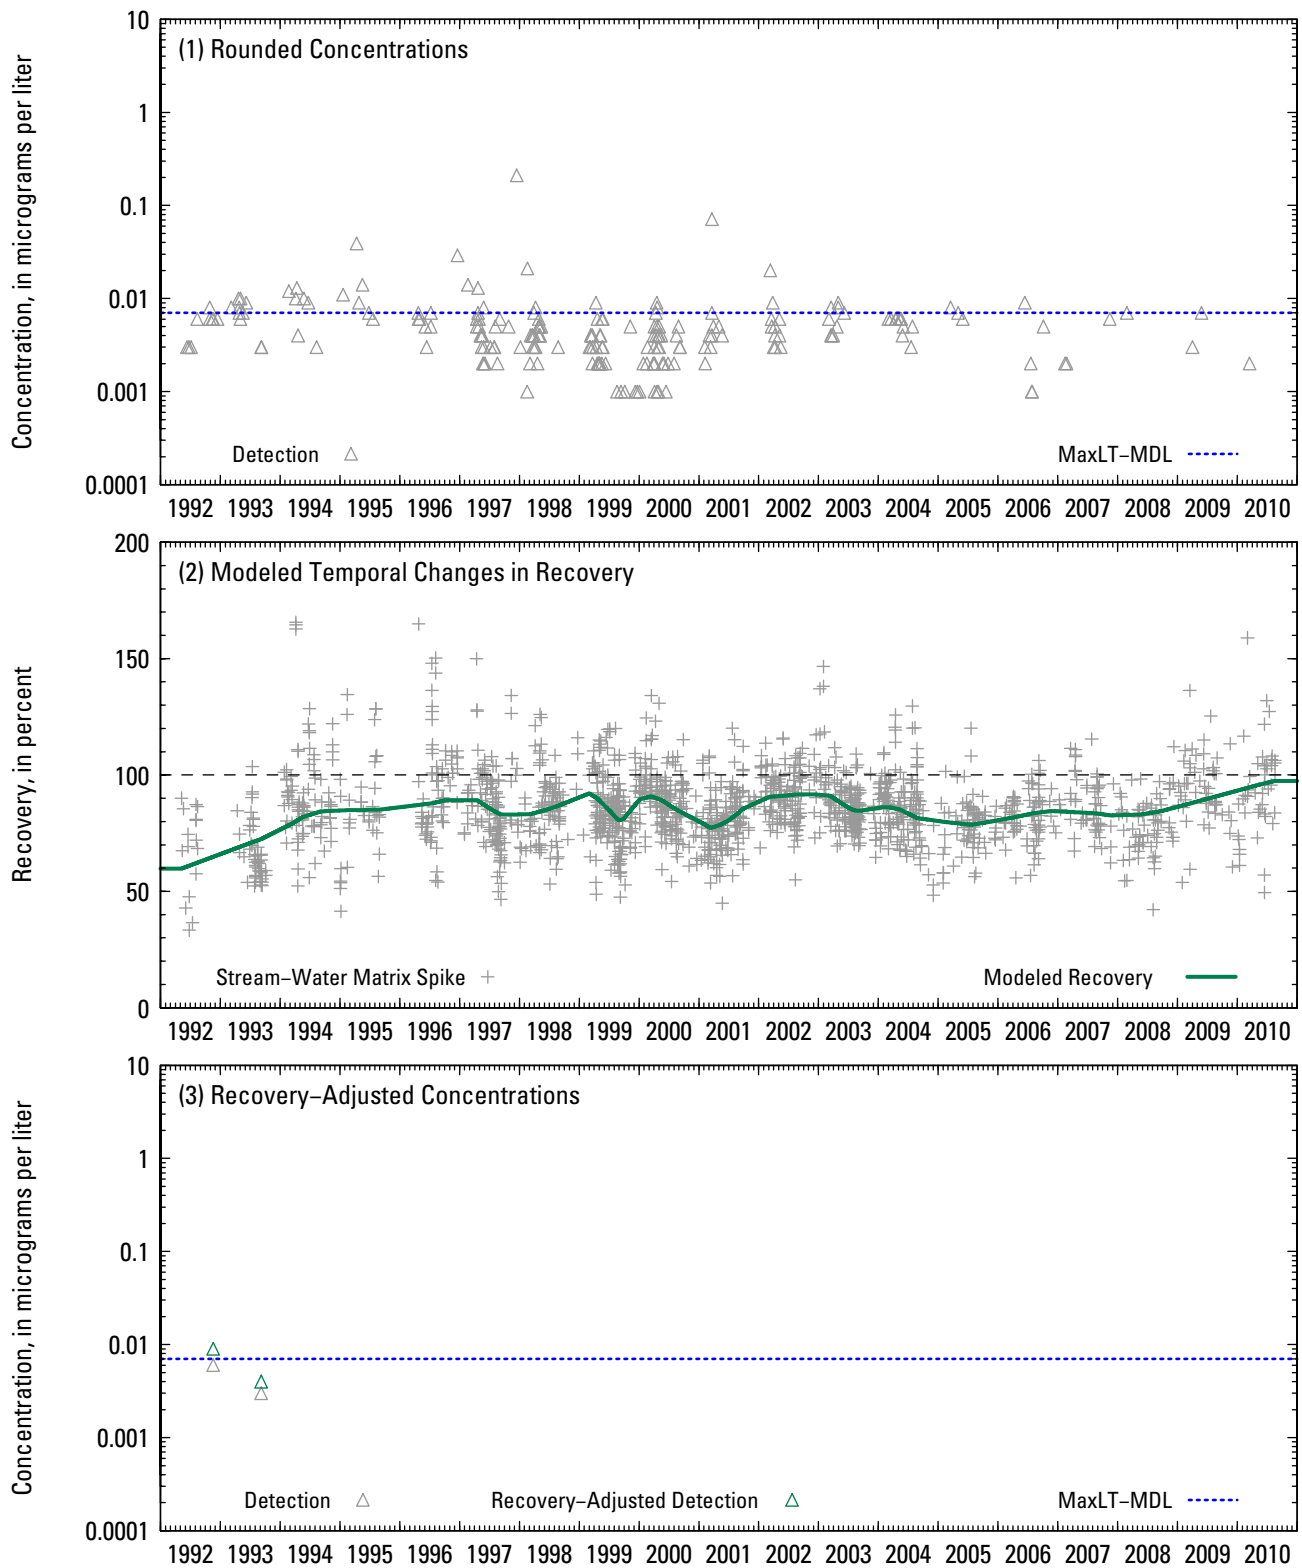 (1) Rounded Concentrations
Concentration, in micrograms per liter
10
1
0.1
0.01
0.001
0.0001
Detection
MaxLT–MDL
1992 1993 1994 1995 1996 1997 1998 1999 2000 2001 2002 2003 2004 2005 2006 2007 2008 2009 2010
(2) Modeled Temporal Changes in Recovery
Recovery, in percent
200
150
100
50
0
Stream–Water Matrix Spike
Modeled Recovery
1992 1993 1994 1995 1996 1997 1998 1999 2000 2001 2002 2003 2004 2005 2006 2007 2008 2009 2010
(3) Recovery–Adjusted Concentrations
Concentration, in micrograms per liter
10
1
0.1
0.01
0.001
0.0001
Detection
Recovery–Adjusted Detection
MaxLT–MDL
1992 1993 1994 1995 1996 1997 1998 1999 2000 2001 2002 2003 2004 2005 2006 2007 2008 2009 2010